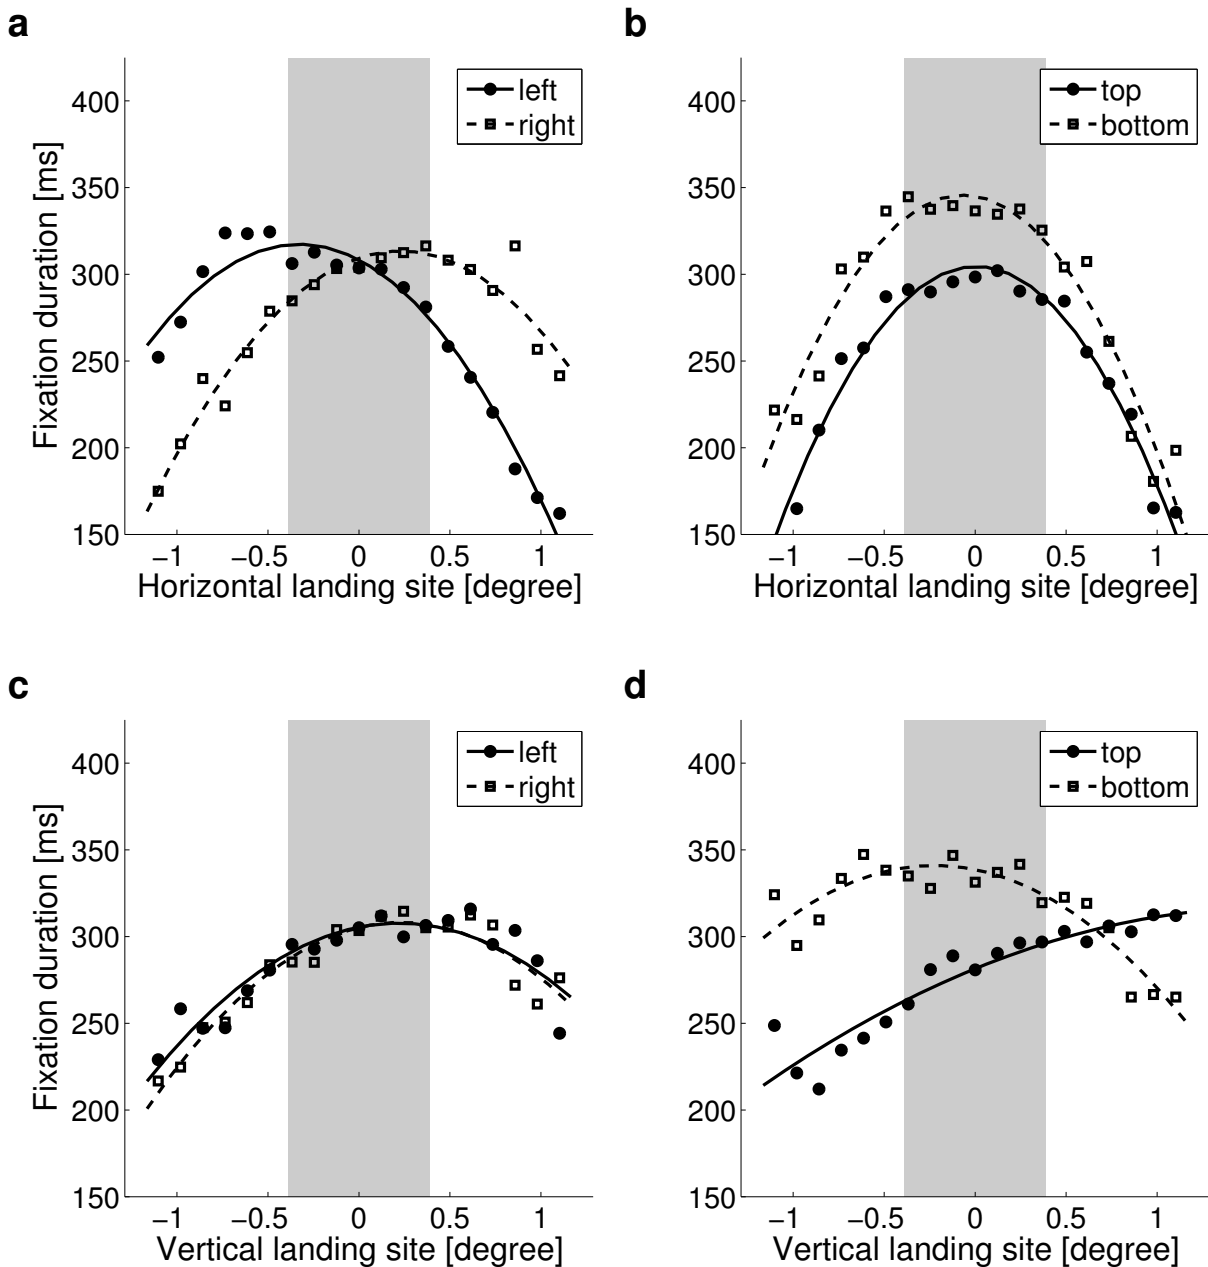 a
Fixation duration [ms]
400
350
300
250
200
150
−1
−0.5
0
0.5
1
Horizontal landing site [degree]
left
right
b
400
350
300
250
200
150
−1
−0.5
0
0.5
1
Horizontal landing site [degree]
top
bottom
c
Fixation duration [ms]
400
350
300
250
200
150
−1
−0.5
0
0.5
1
Vertical landing site [degree]
left
right
d
400
350
300
250
200
150
−1
−0.5
0
0.5
1
Vertical landing site [degree]
top
bottom